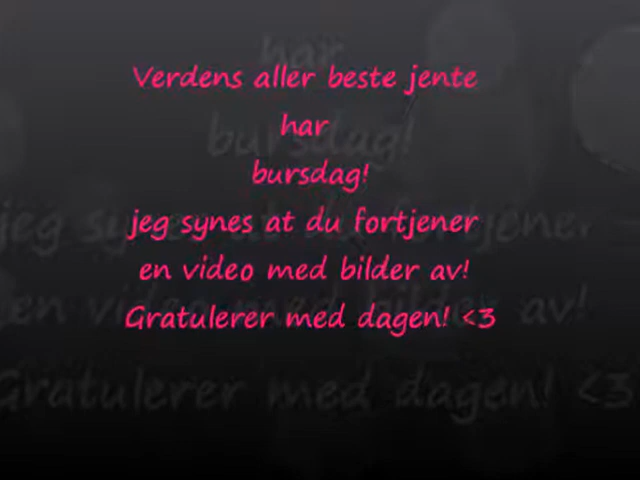 Verdens aller beste jente
har
bursdag!
jeg synes at du fortjener
en video med bilder av!
Gratulerer med dagen! <3